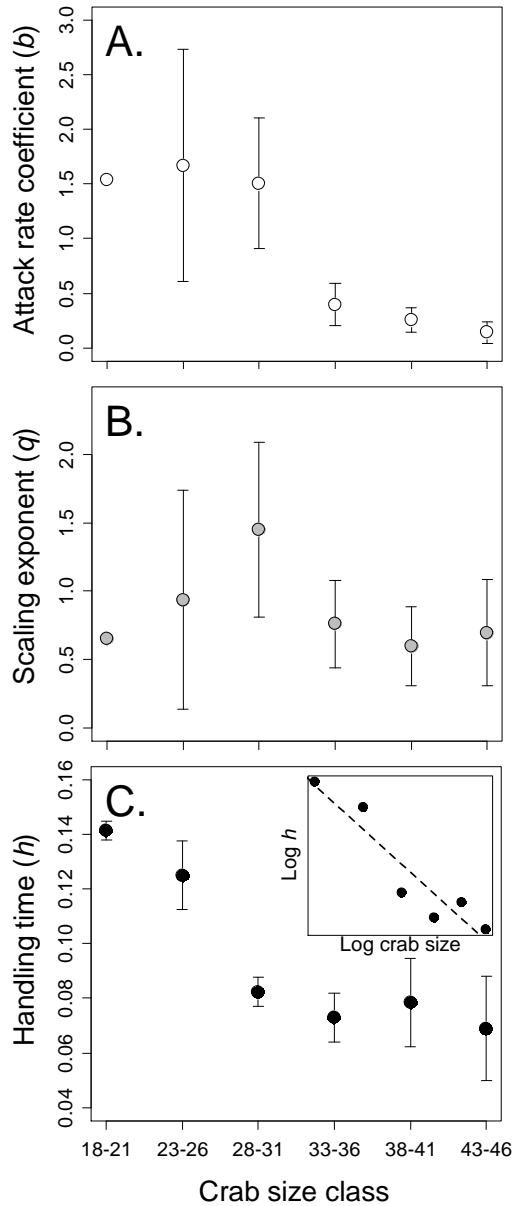 A.
Attack rate coefficient (b)
3.0
2.5
2.0
1.5
1.0
0.5
0.0
B.
Scaling exponent (q)
2.0
1.5
1.0
0.5
0.0
C.
Handling time (h)
0.16
0.14
0.12
0.10
0.08
0.06
0.04
Log h
Log crab size
18-21 23-26 28-31 33-36 38-41 43-46
Crab size class